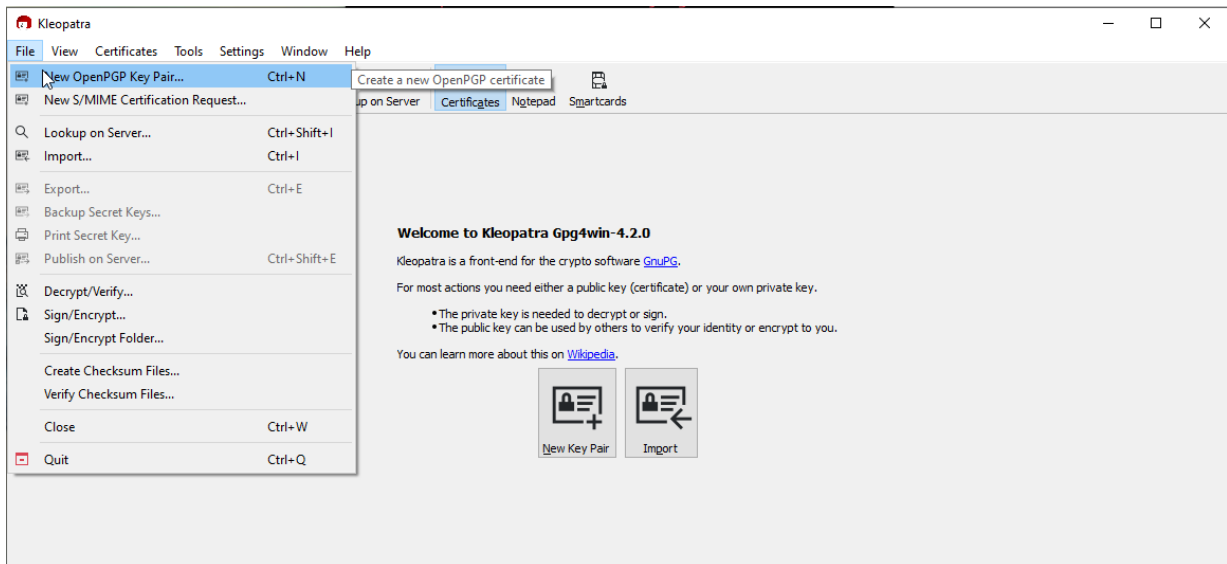 Kleopatra
File View Certificates Tools Settings Window Help
New OpenPGP Key Pair... Ctrl+N
Create a new OpenPGP certificate
New S/MIME Certification Request...
up on Server Certificates Notepad Smartcards
Lookup on Server... Ctrl+Shift+I
Import... Ctrl+I
Export... Ctrl+E
Backup Secret Keys...
Print Secret Key...
Publish on Server... Ctrl+Shift+E
Decrypt/Verify...
Sign/Encrypt...
Sign/Encrypt Folder...
Create Checksum Files...
Verify Checksum Files...
Close Ctrl+W
Quit Ctrl+Q
Welcome to Kleopatra Gpg4win-4.2.0
Kleopatra is a front-end for the crypto software GnuPG.
For most actions you need either a public key (certificate) or your own private key.
•The private key is needed to decrypt or sign.
•The public key can be used by others to verify your identity or encrypt to you.
You can learn more about this on Wikipedia.
New Key Pair Import